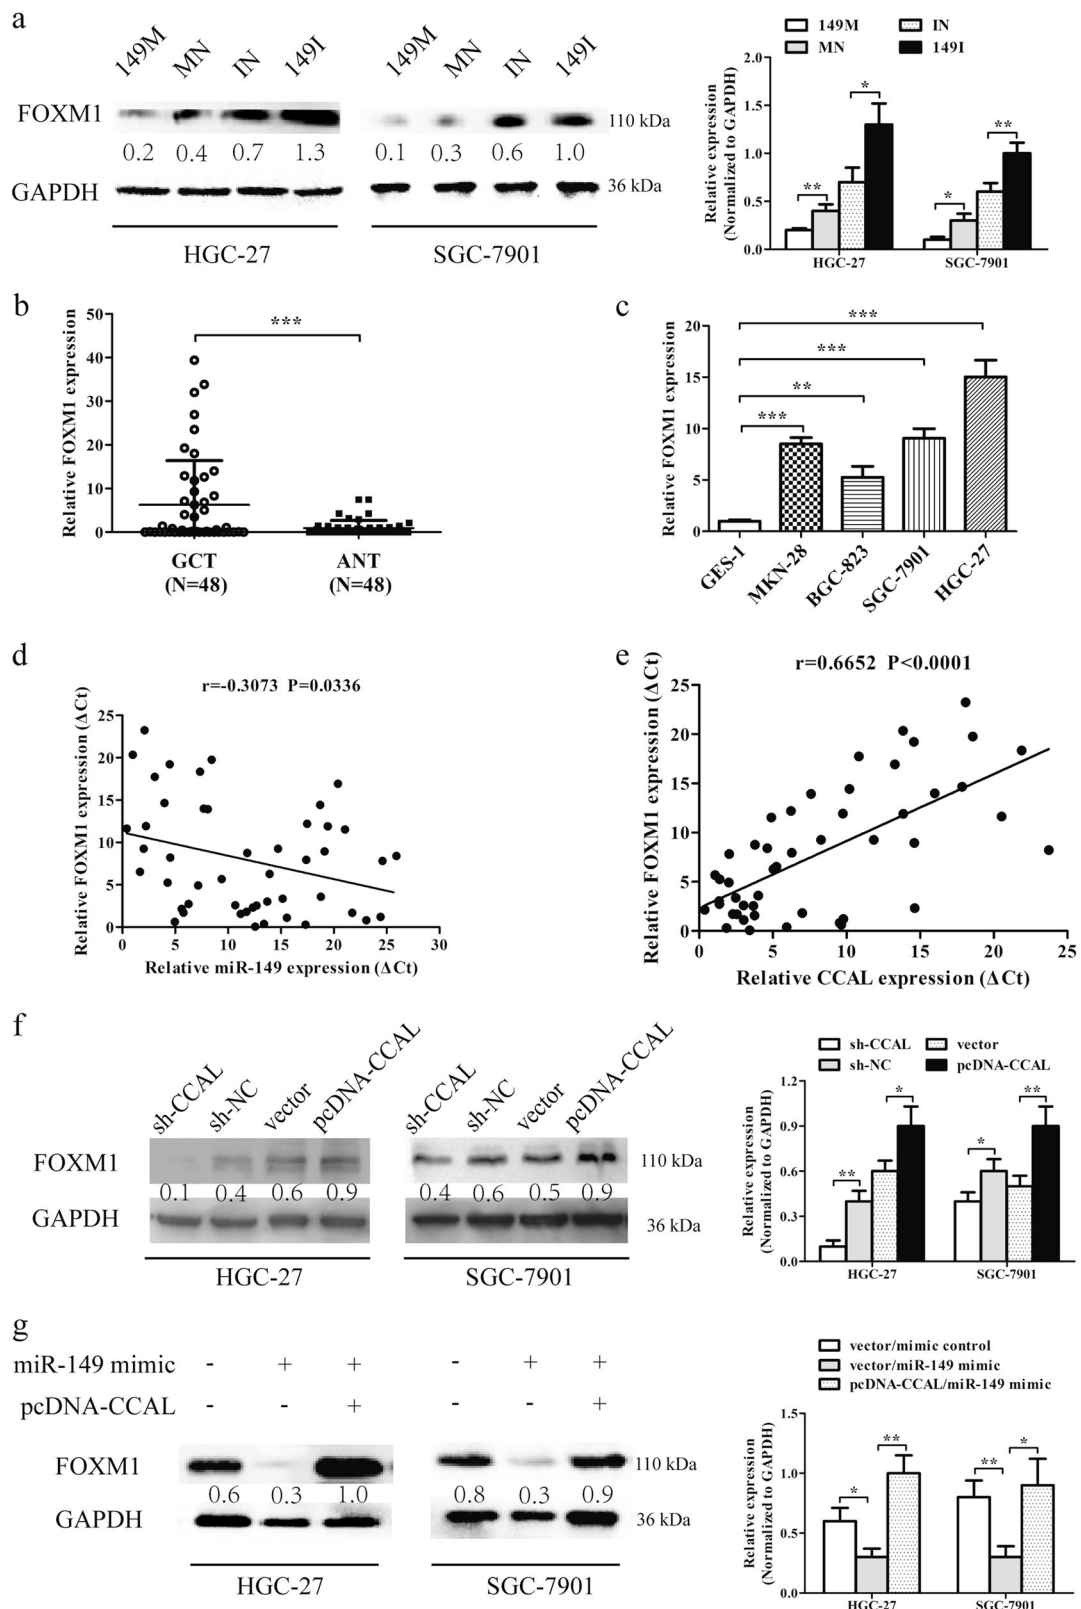 a
149M MN IN 149I
149M MN IN 149I
FOXM1
110 kDa
0.2 0.4 0.7 1.3
0.1 0.3 0.6 1.0
GAPDH
36 kDa
HGC-27
SGC-7901
149M IN
MN 149I
Relative expression
(Normalized to GAPDH)
2.0
1.5
1.0
0.5
0.0
** * * **
HGC-27 SGC-7901
b
Relative FOXM1 expression
50
40
30
20
10
0
***
GCT
(N=48)
ANT
(N=48)
c
Relative FOXM1 expression
20
15
10
5
0
***
***
**
***
GES-1 MKN-28 BGC-823 SGC-7901 HGC-27
d
r=-0.3073 P=0.0336
Relative FOXM1 expression (ΔCt)
25
20
15
10
5
0
0 5 10 15 20 25 30
Relative miR-149 expression (ΔCt)
e
r=0.6652 P<0.0001
Relative FOXM1 expression (ΔCt)
25
20
15
10
5
0
0 5 10 15 20 25
Relative CCAL expression (ΔCt)
f
sh-CCAL sh-NC vector pcDNA-CCAL
sh-CCAL sh-NC vector pcDNA-CCAL
FOXM1
110 kDa
0.1 0.4 0.6 0.9
0.4 0.6 0.5 0.9
GAPDH
36 kDa
HGC-27
SGC-7901
sh-CCAL vector
sh-NC pcDNA-CCAL
Relative expression
(Normalized to GAPDH)
1.2
0.9
0.6
0.3
0.0
** * * **
HGC-27 SGC-7901
g
miR-149 mimic - + + - + +
pcDNA-CCAL - - + - - +
FOXM1
110 kDa
0.6 0.3 1.0
0.8 0.3 0.9
GAPDH
36 kDa
HGC-27
SGC-7901
vector/mimic control
vector/miR-149 mimic
pcDNA-CCAL/miR-149 mimic
Relative expression
(Normalized to GAPDH)
1.5
1.0
0.5
0.0
* ** ** *
HGC-27 SGC-7901